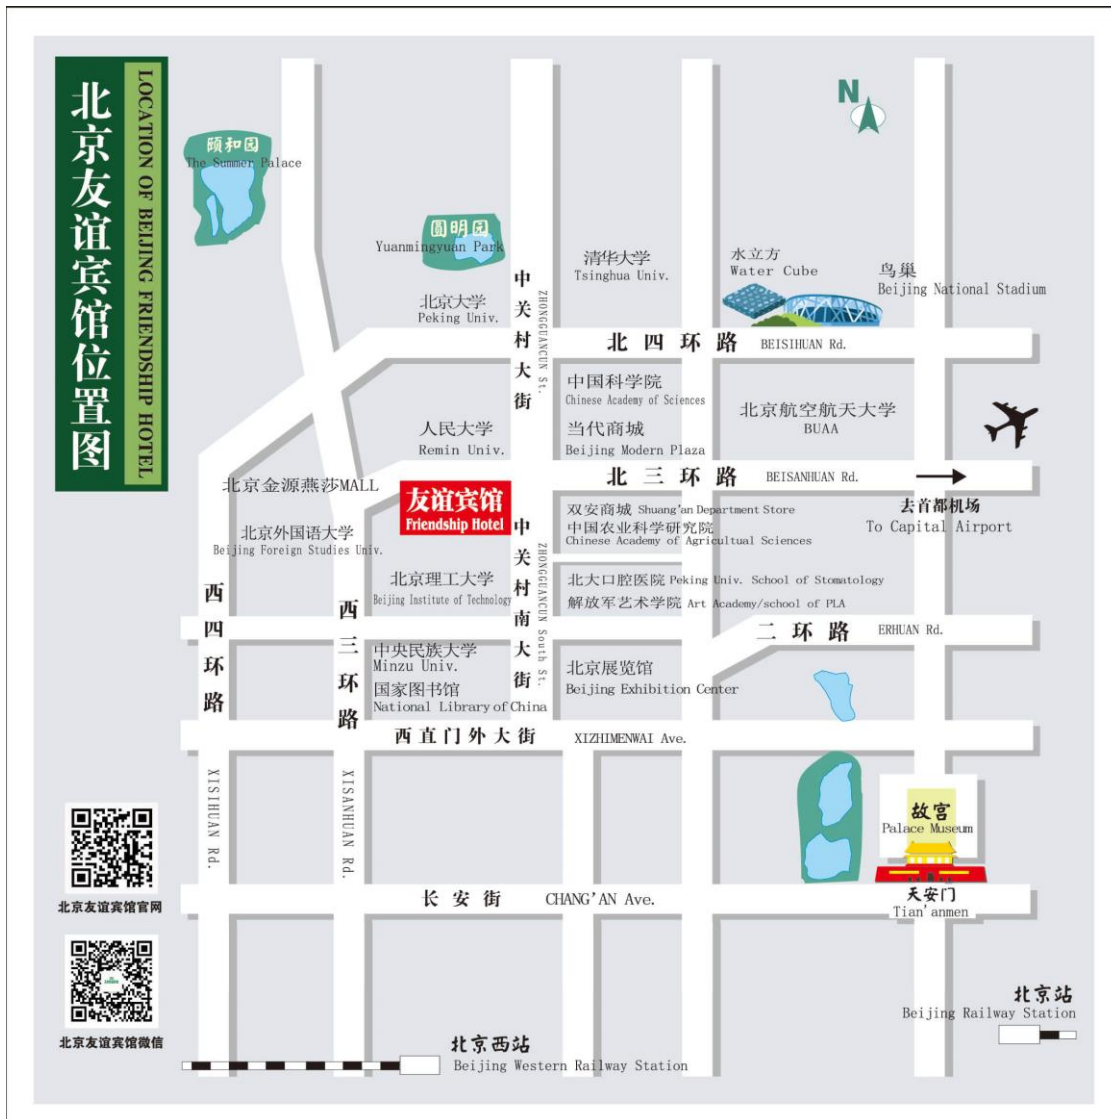 北京友谊宾馆位置图
LOCATION OF BEIJING FRIENDSHIP HOTEL
N
颐和园
The Summer Palace
圆明园
Yuanmingyuan Park
清华大学
Tsinghua Univ.
水立方
Water Cube
鸟巢
Beijing National Stadium
北京大学
Peking Univ.
中关村大街
ZHONGGUANCUN St.
北四环路 BEISIHUAN Rd.
中国科学院
Chinese Academy of Sciences
北京航空航天大学
BUAA
人民大学
Remin Univ.
当代商城
Beijing Modern Plaza
北三环路 BEISANHUAN Rd.
去首都机场
To Capital Airport
北京金源燕莎MALL
友谊宾馆
Friendship Hotel
双安商城 Shuang'an Department Store
中国农业科学研究院
Chinese Academy of Agricultual Sciences
北京外国语大学
Beijing Foreign Studies Univ.
中关村南大街
ZHONGGUANCUN South St.
北京理工大学
Beijing Institute of Technology
北大口腔医院 Peking Univ. School of Stomatology
解放军艺术学院 Art Academy/school of PLA
西四环路
XISIHUAN Rd.
西三环路
XISANHUAN Rd.
二环路 ERHUAN Rd.
中央民族大学
Minzu Univ.
国家图书馆
National Library of China
北京展览馆
Beijing Exhibition Center
西直门外大街 XIZHIMENWAI Ave.
故宫
Palace Museum
天安门
Tian'anmen
长安街 CHANG'AN Ave.
北京友谊宾馆官网
北京友谊宾馆微信
北京站
Beijing Railway Station
北京西站
Beijing Western Railway Station